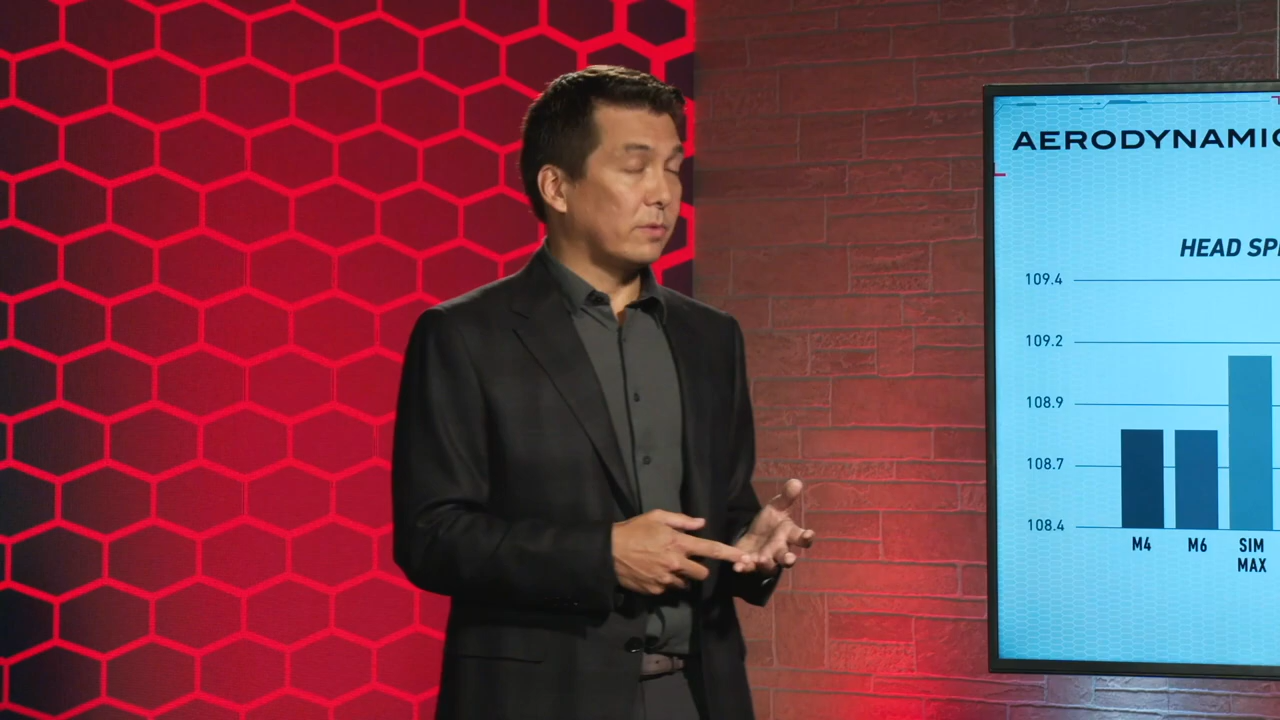 AERODYNAMIC
HEAD SP
109.4
109.2
108.9
108.7
108.4
M4
M6
SIM
MAX